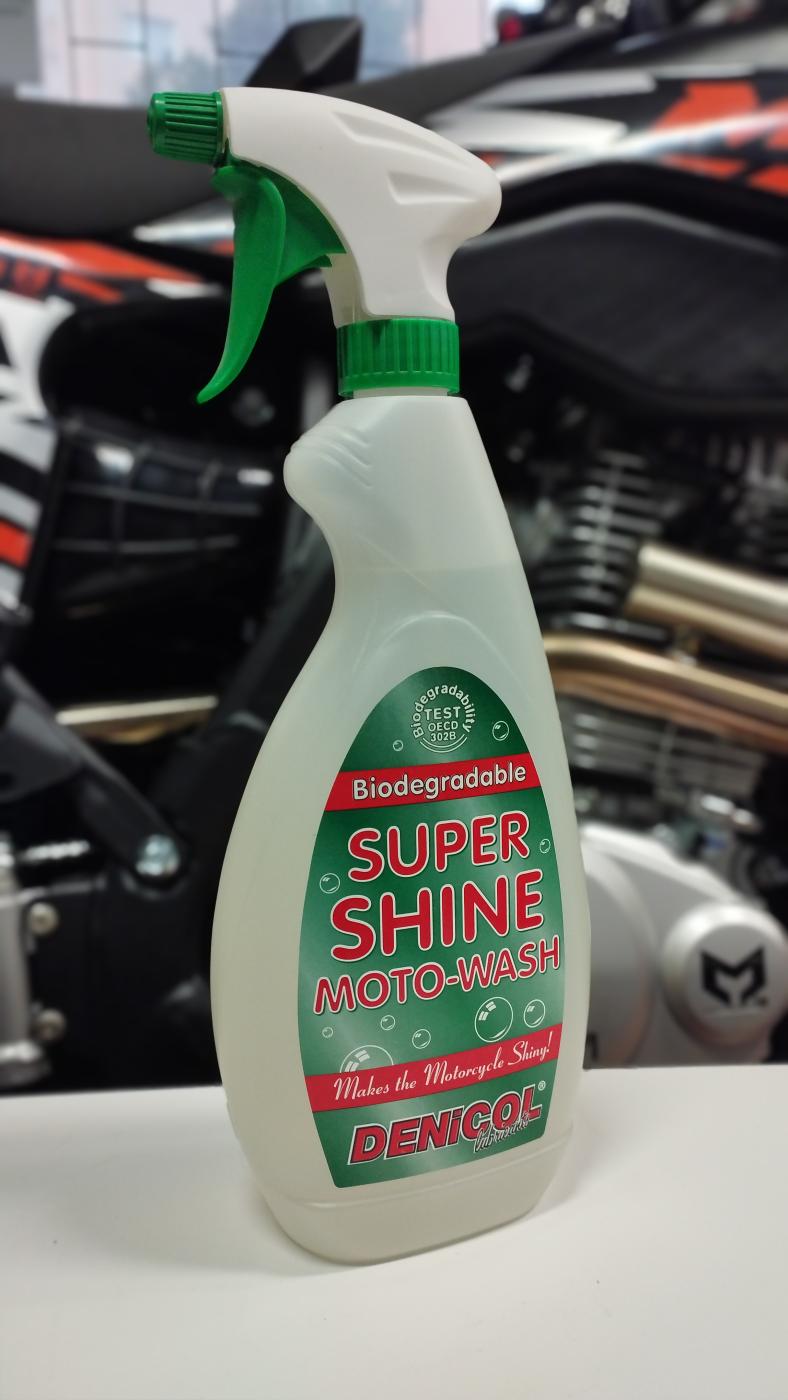 Biodegradability
TEST
OECD
302B
Biodegradable
SUPER
SHINE
MOTO-WASH
Makes the Motorcycle Shiny!
DENiCOL®